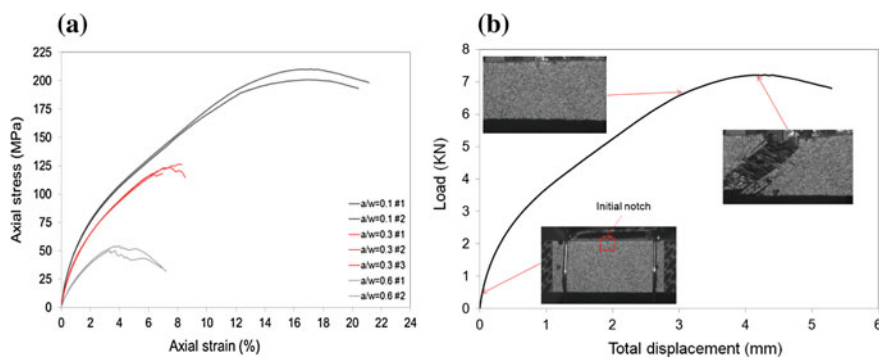 (a)
Axial stress (MPa)
225
200
175
150
125
100
75
50
25
0
0 2 4 6 8 10 12 14 16 18 20 22 24
Axial strain (%)
a/w=0.1 #1
a/w=0.1 #2
a/w=0.3 #1
a/w=0.3 #2
a/w=0.3 #3
a/w=0.6 #1
a/w=0.6 #2
(b)
Load (KN)
8
7
6
5
4
3
2
1
0
0 1 2 3 4 5 6
Total displacement (mm)
Initial notch